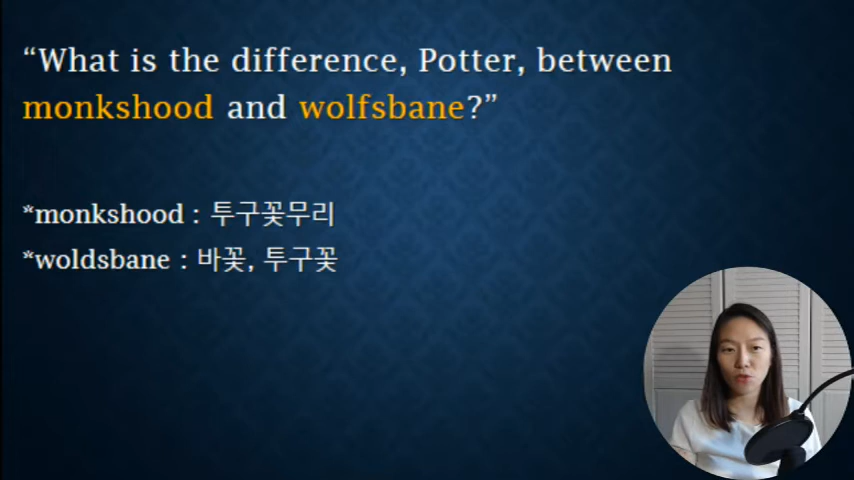 “What is the difference, Potter, between
monkshood and wolfsbane?”
*monkshood : 투구꽃무리
*woldsbane : 바꽃, 투구꽃